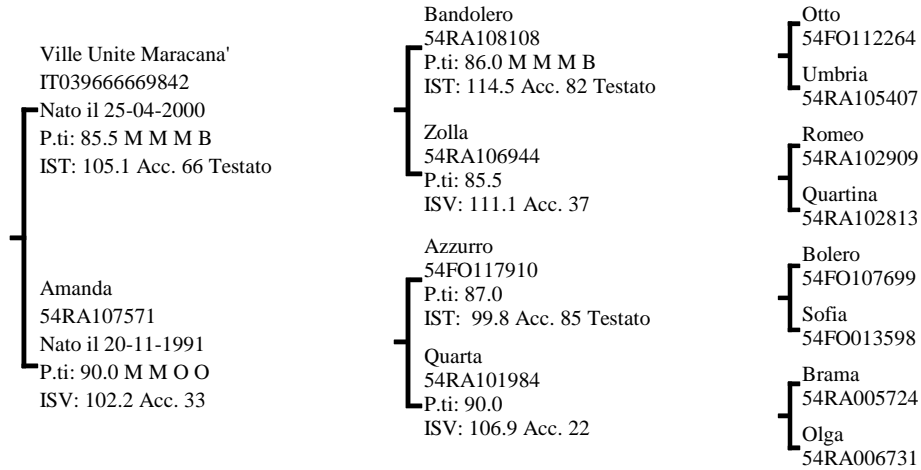 Ville Unite Maracana'
IT039666669842
Nato il 25-04-2000
P.ti: 85.5 M M M B
IST: 105.1 Acc. 66 Testato
Amanda
54RA107571
Nato il 20-11-1991
P.ti: 90.0 M M O O
ISV: 102.2 Acc. 33
Bandolero
54RA108108
P.ti: 86.0 M M M B
IST: 114.5 Acc. 82 Testato
Zolla
54RA106944
P.ti: 85.5
ISV: 111.1 Acc. 37
Azzurro
54FO117910
P.ti: 87.0
IST: 99.8 Acc. 85 Testato
Quarta
54RA101984
P.ti: 90.0
ISV: 106.9 Acc. 22
Otto
54FO112264
Umbria
54RA105407
Romeo
54RA102909
Quartina
54RA102813
Bolero
54FO107699
Sofia
54FO013598
Brama
54RA005724
Olga
54RA006731